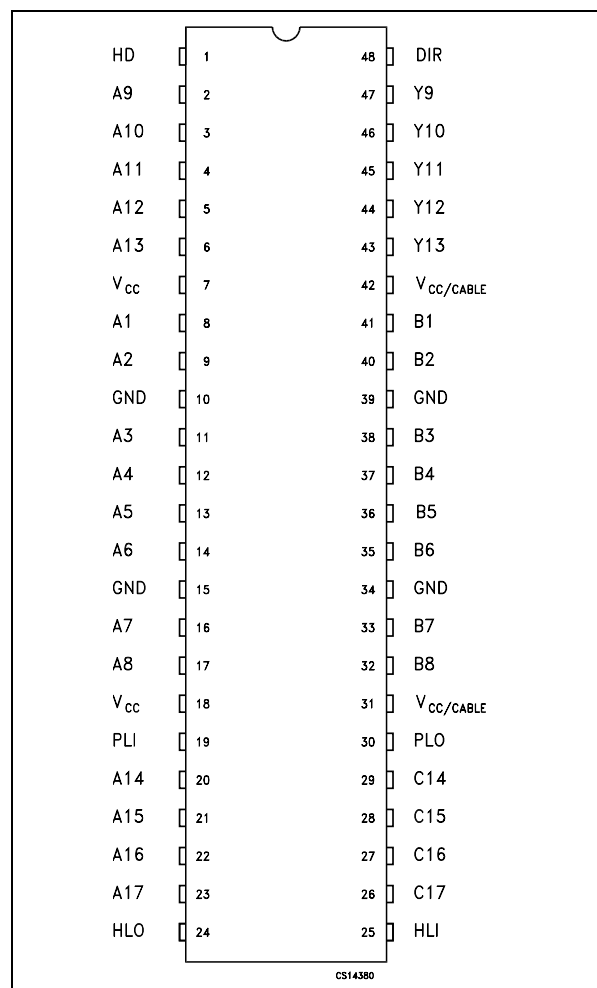 HD 1 48 DIR
A9 2 47 Y9
A10 3 46 Y10
A11 4 45 Y11
A12 5 44 Y12
A13 6 43 Y13
VCC 7 42 VCC/CABLE
A1 8 41 B1
A2 9 40 B2
GND 10 39 GND
A3 11 38 B3
A4 12 37 B4
A5 13 36 B5
A6 14 35 B6
GND 15 34 GND
A7 16 33 B7
A8 17 32 B8
VCC 18 31 VCC/CABLE
PLI 19 30 PLO
A14 20 29 C14
A15 21 28 C15
A16 22 27 C16
A17 23 26 C17
HLO 24 25 HLI
CS14380